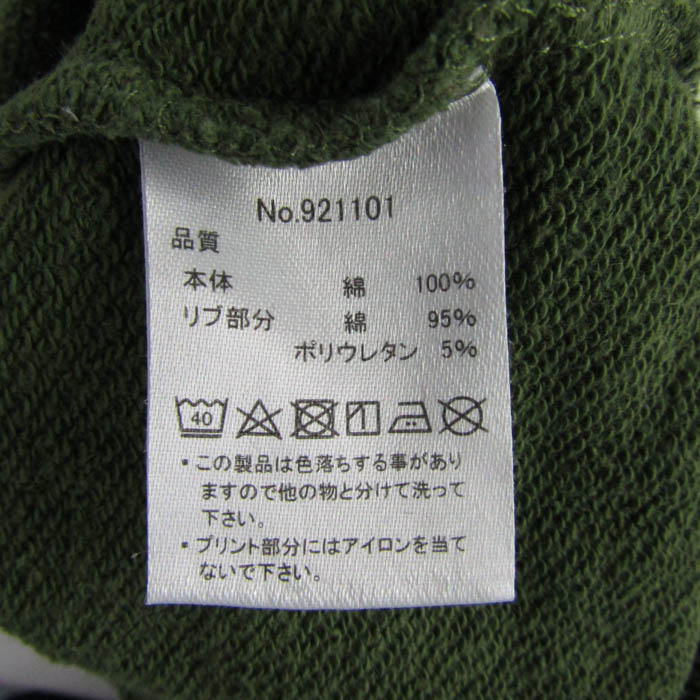 No.921101
品質
本体 綿 100%
リブ部分 綿 95%
ポリウレタン 5%
40
・この製品は色落ちする事があり
ますので他の物と分けて洗って
下さい。
・プリント部分にはアイロンを当て
ないで下さい。